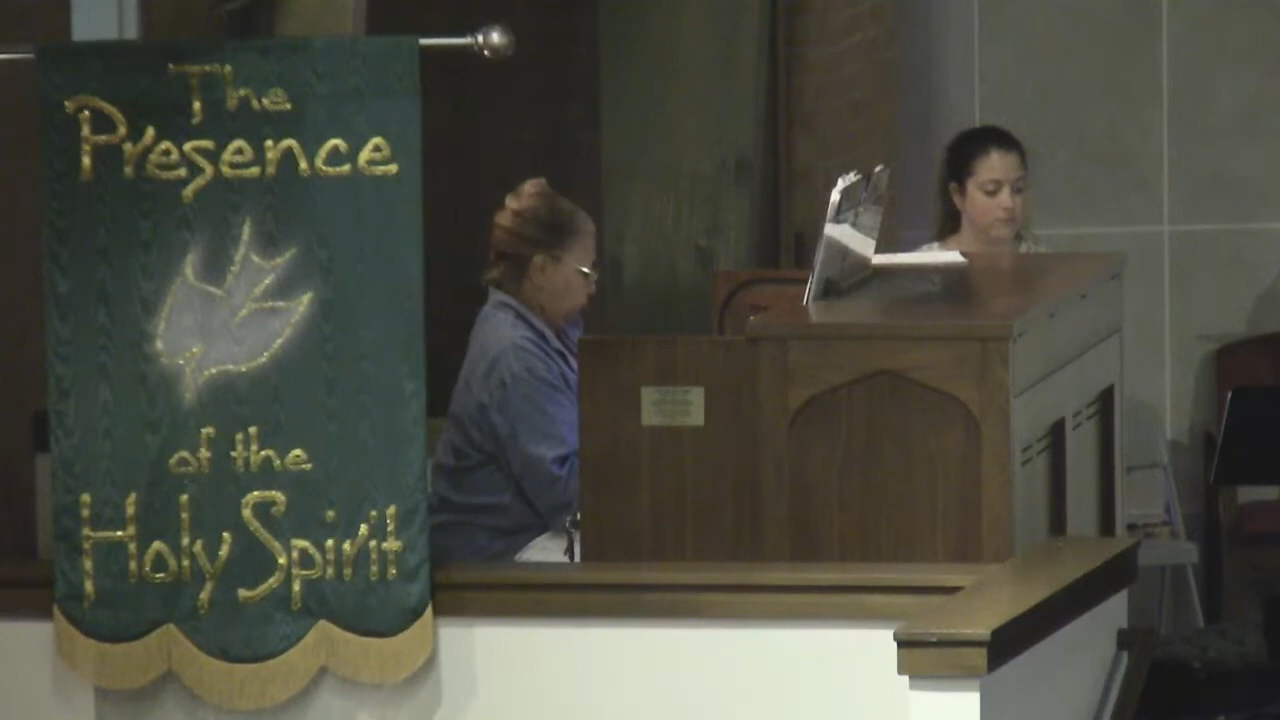 The
Presence
of the
Holy Spirit